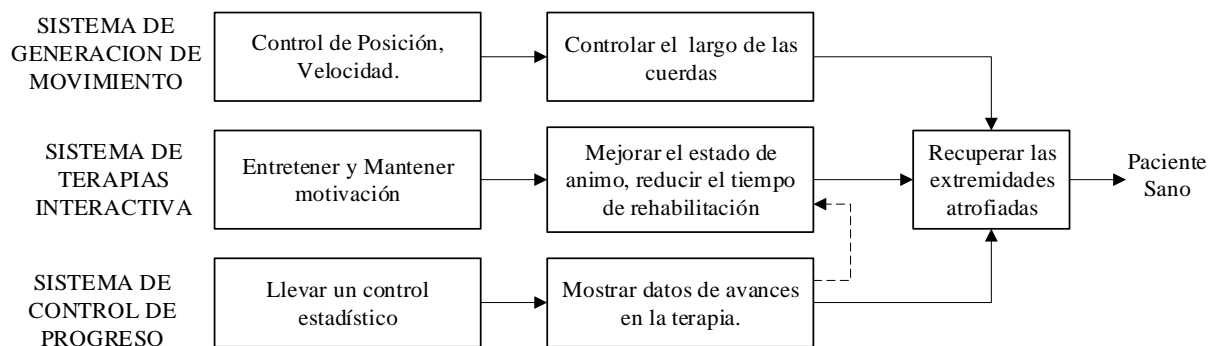 SISTEMA DE
GENERACION DE
MOVIMIENTO
Control de Posición,
Velocidad.
Controlar el largo de las
cuerdas
SISTEMA DE
TERAPIAS
INTERACTIVA
Entretener y Mantener
motivación
Mejorar el estado de
animo, reducir el tiempo
de rehabilitación
Recuperar las
extremidades
atrofiadas
Paciente
Sano
SISTEMA DE
CONTROL DE
PROGRESO
Llevar un control
estadístico
Mostrar datos de avances
en la terapia.